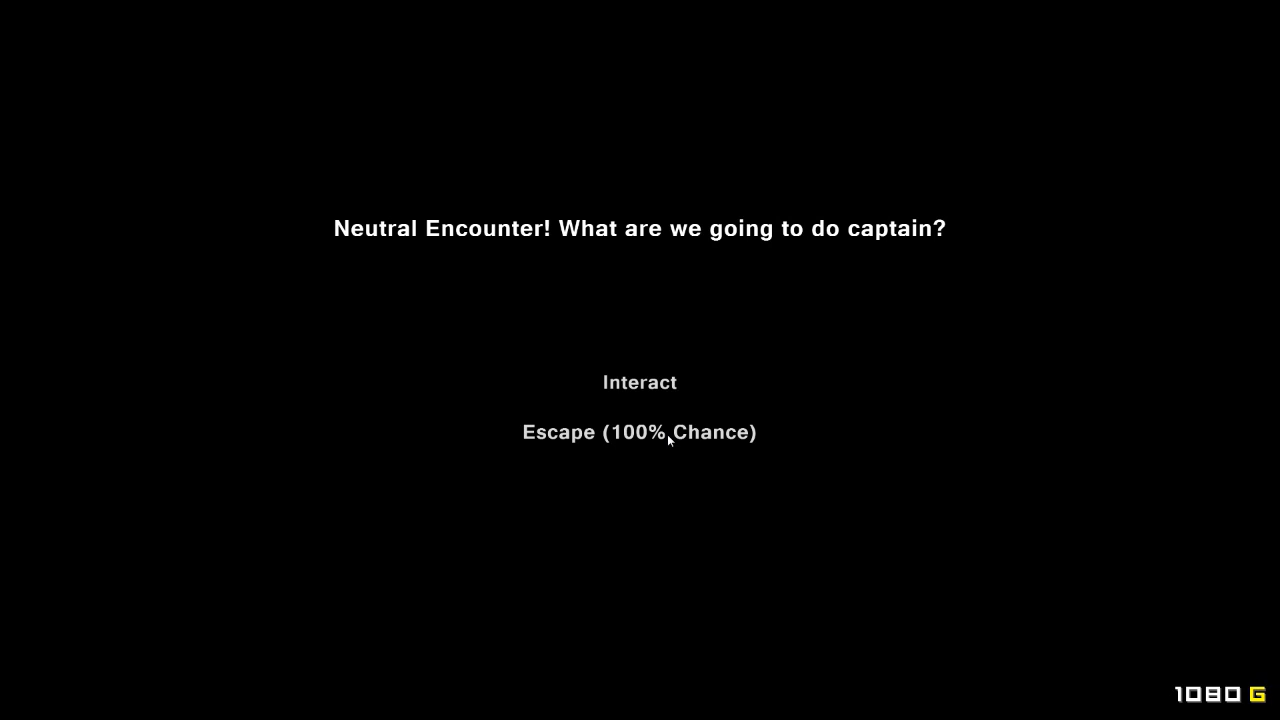 Neutral Encounter! What are we going to do captain?
Interact
Escape (100% Chance)
1080 G